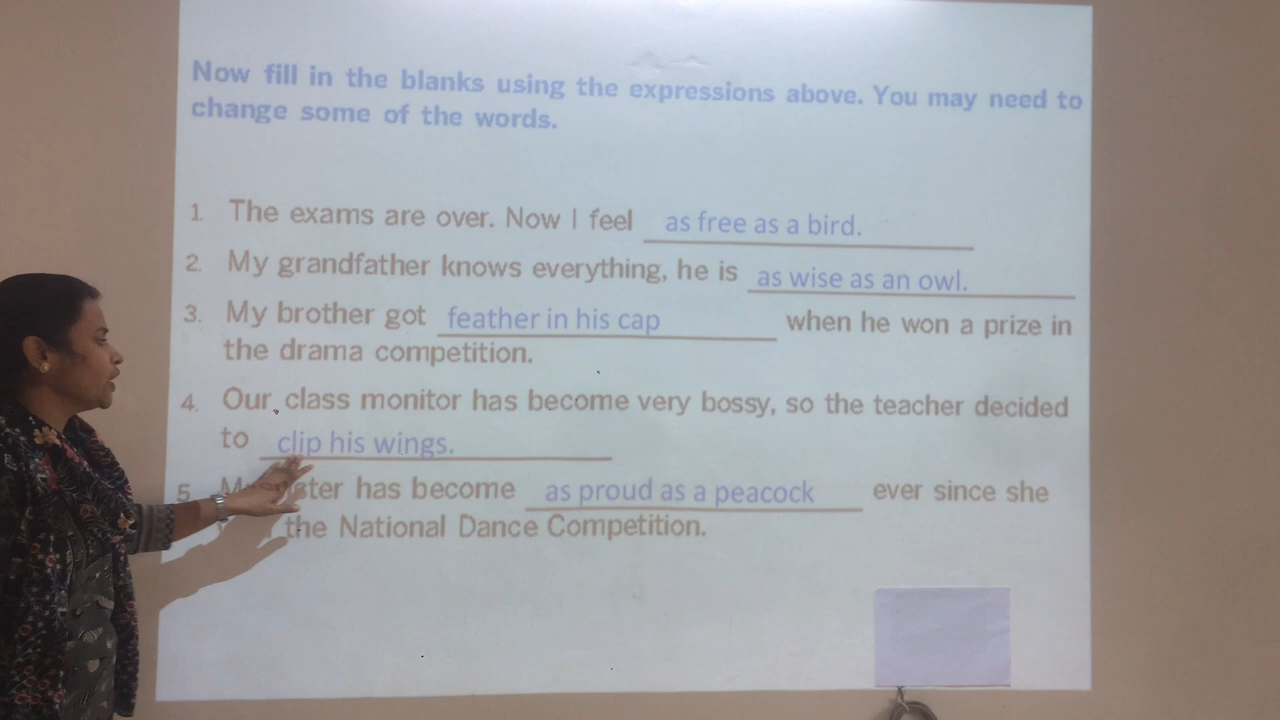 Now fill in the blanks using the expressions above. You may need to
change some of the words.
1. The exams are over. Now I feel as free as a bird.
2. My grandfather knows everything, he is as wise as an owl.
3. My brother got feather in his cap when he won a prize in
the drama competition.
4. Our class monitor has become very bossy, so the teacher decided
to clip his wings.
5. has become as proud as a peacock ever since she
the National Dance Competition.